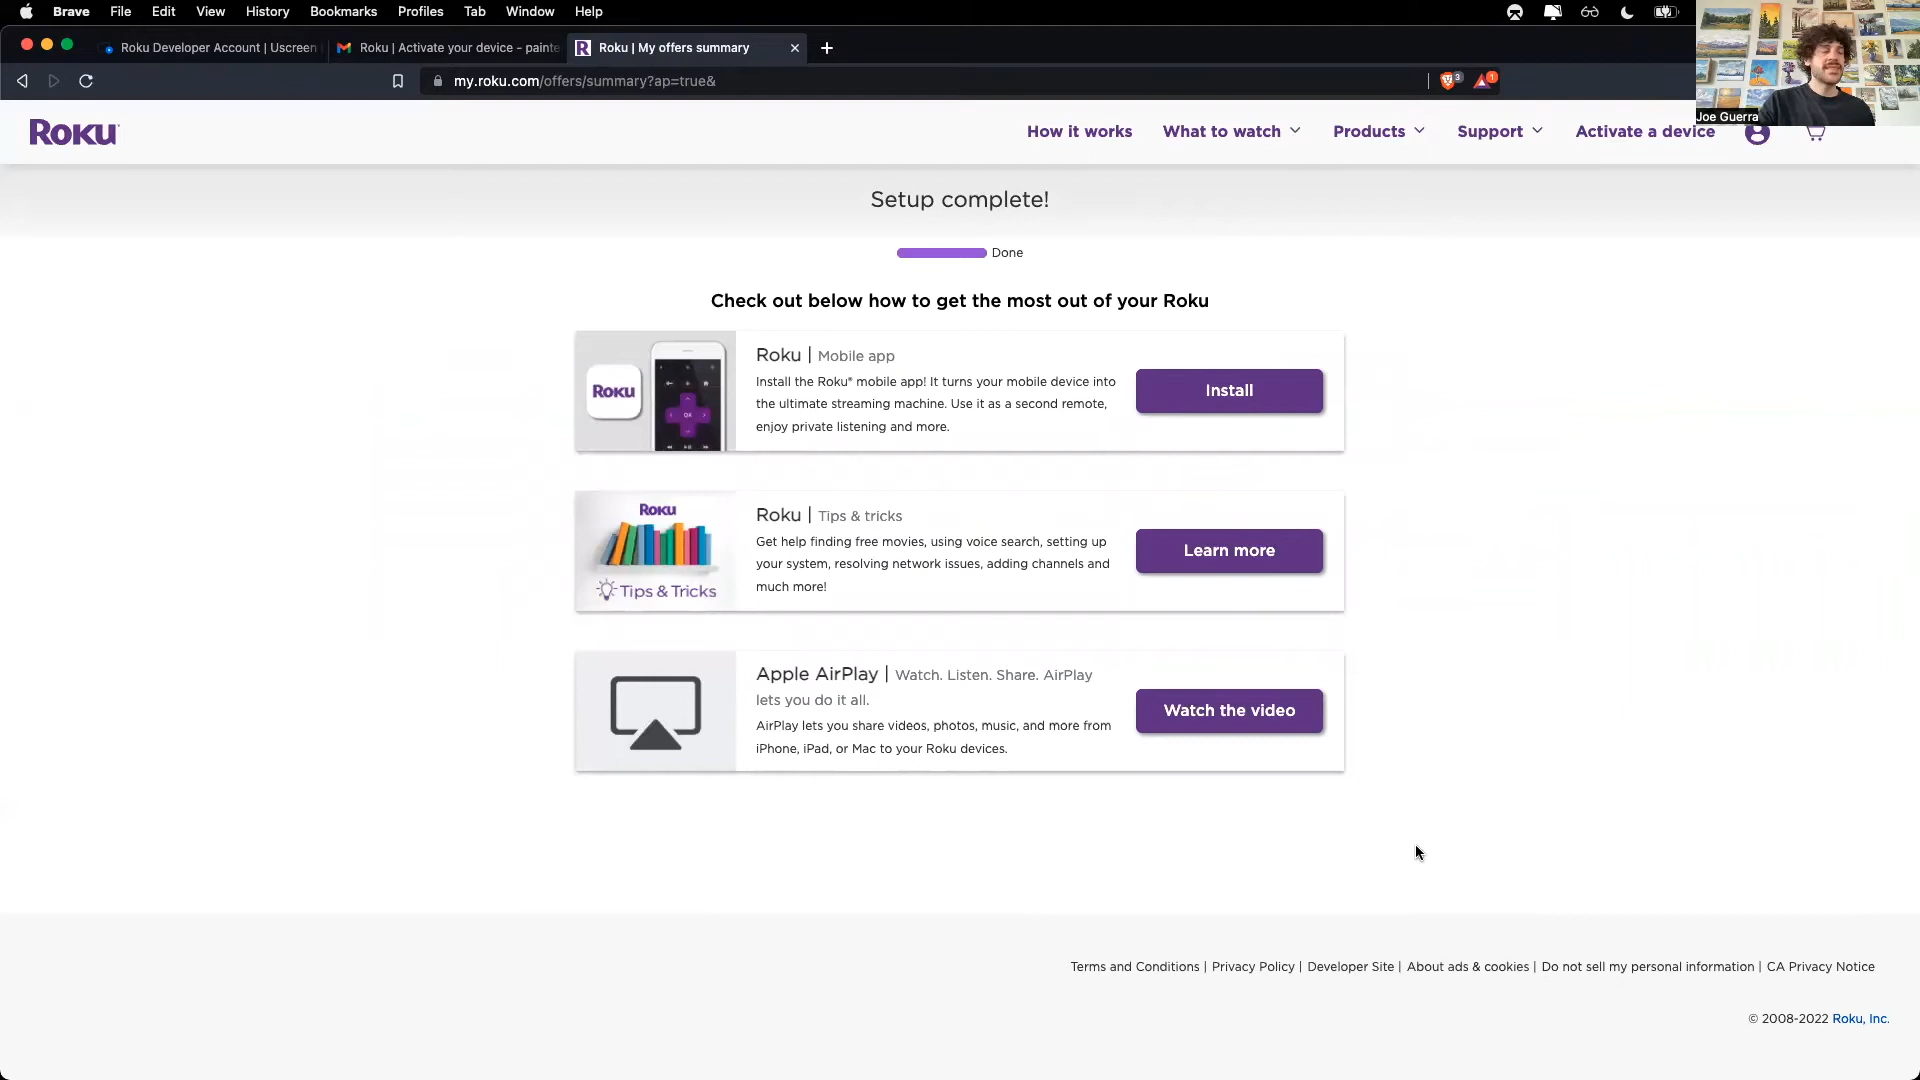 Brave File Edit View History Bookmarks Profiles Tab Window Help
Roku Developer Account | Uscreen
Roku | Activate your device - painte
Roku | My offers summary
my.roku.com/offers/summary?ap=true&
3
1
Joe Guerra
Roku
How it works
What to watch
Products
Support
Activate a device
Setup complete!
Done
Check out below how to get the most out of your Roku
Roku
Roku | Mobile app
Install the Roku® mobile app! It turns your mobile device into
the ultimate streaming machine. Use it as a second remote,
enjoy private listening and more.
Install
Roku
Tips & Tricks
Roku | Tips & tricks
Get help finding free movies, using voice search, setting up
your system, resolving network issues, adding channels and
much more!
Learn more
Apple AirPlay | Watch. Listen. Share. AirPlay
lets you do it all.
AirPlay lets you share videos, photos, music, and more from
iPhone, iPad, or Mac to your Roku devices.
Watch the video
Terms and Conditions | Privacy Policy | Developer Site | About ads & cookies | Do not sell my personal information | CA Privacy Notice
© 2008-2022 Roku, Inc.